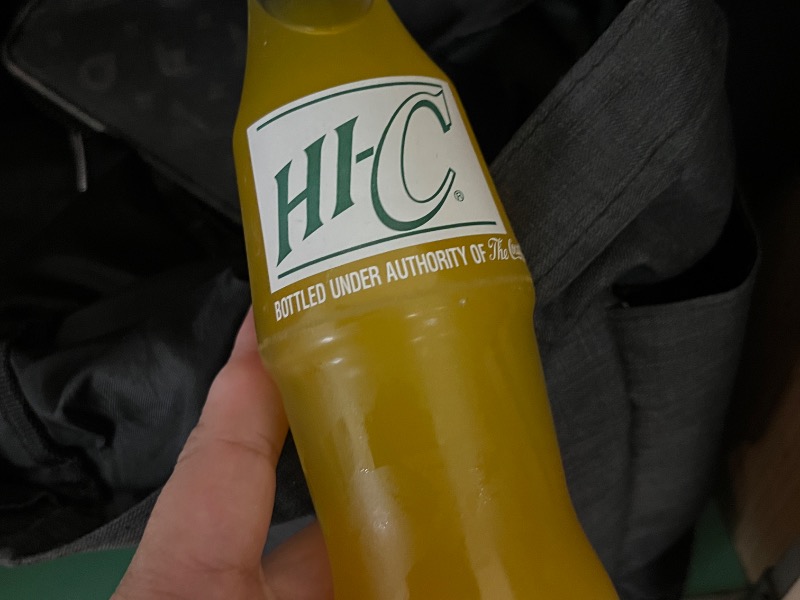 HI-C®
BOTTLED UNDER AUTHORITY OF The